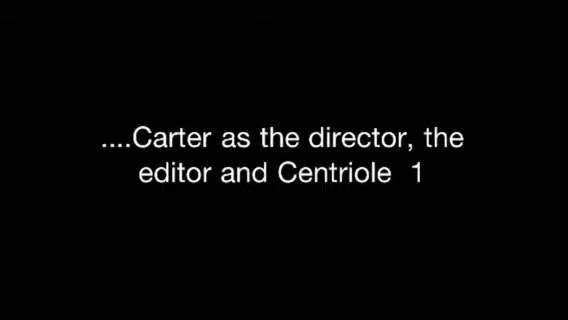 ....Carter as the director, the
editor and Centriole  1